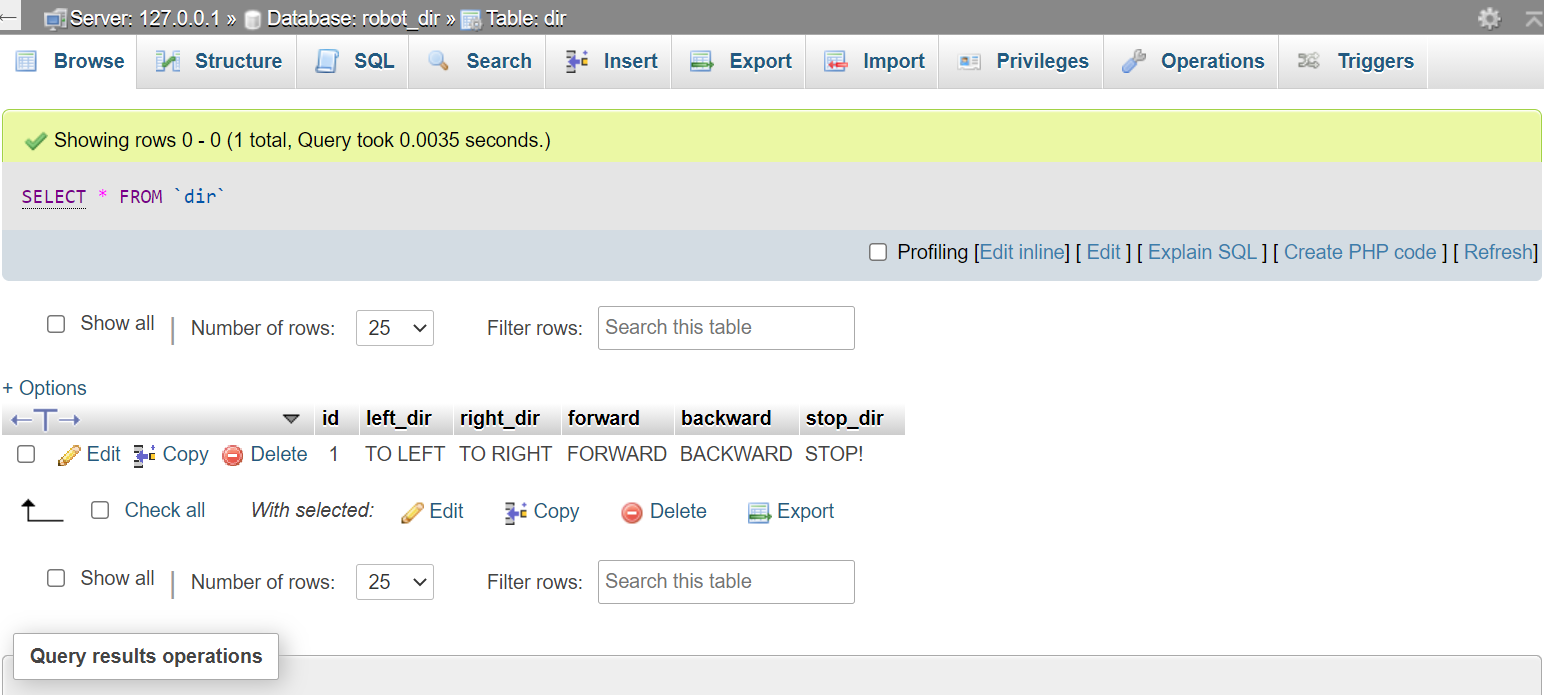 Server: 127.0.0.1 » Database: robot_dir » Table: dir
Browse Structure SQL Search Insert Export Import Privileges Operations Triggers
Showing rows 0 - 0 (1 total, Query took 0.0035 seconds.)
SELECT * FROM `dir`
Profiling [Edit inline] [ Edit ] [ Explain SQL ] [ Create PHP code ] [ Refresh]
Show all | Number of rows: 25 Filter rows: Search this table
+ Options
←T→ id left_dir right_dir forward backward stop_dir
Edit Copy Delete 1 TO LEFT TO RIGHT FORWARD BACKWARD STOP!
Check all With selected: Edit Copy Delete Export
Show all | Number of rows: 25 Filter rows: Search this table
Query results operations